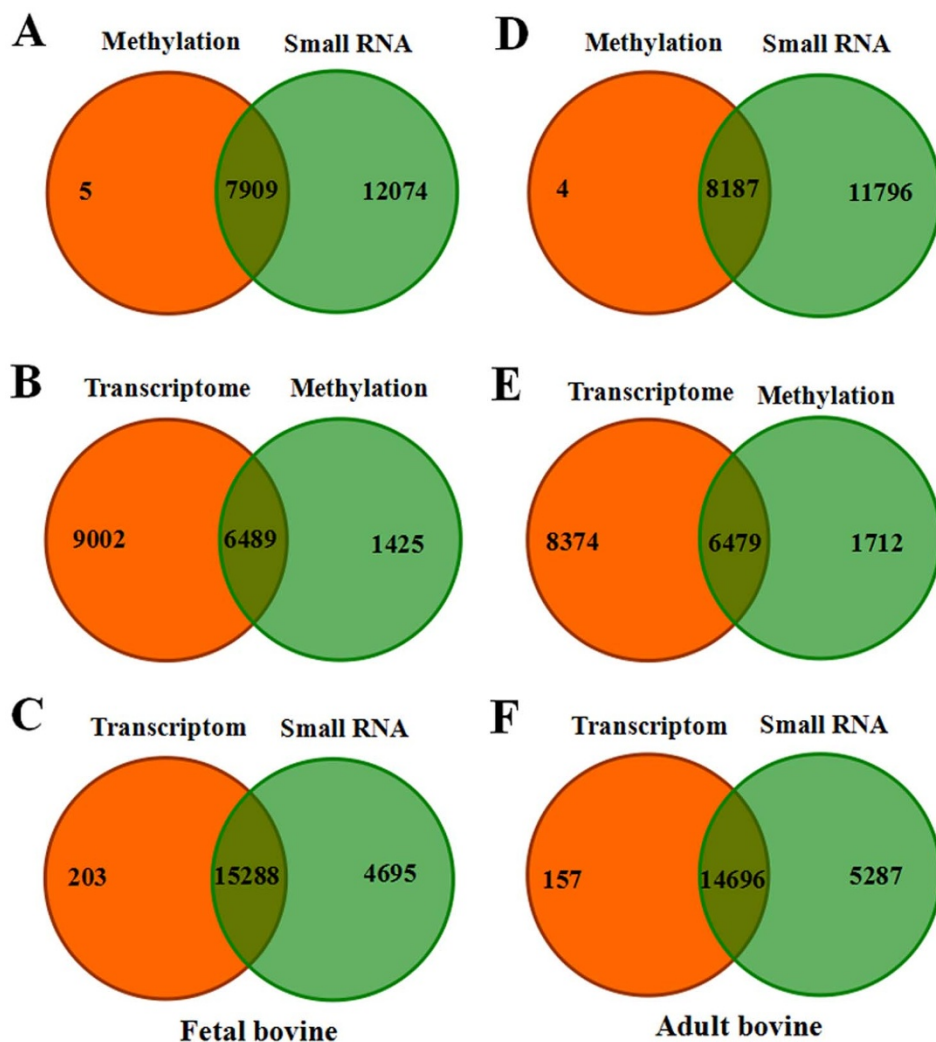 A
Methylation Small RNA
5 7909 12074
D
Methylation Small RNA
4 8187 11796
B
Transcriptome Methylation
9002 6489 1425
E
Transcriptome Methylation
8374 6479 1712
C
Transcriptom Small RNA
203 15288 4695
Fetal bovine
F
Transcriptom Small RNA
157 14696 5287
Adult bovine